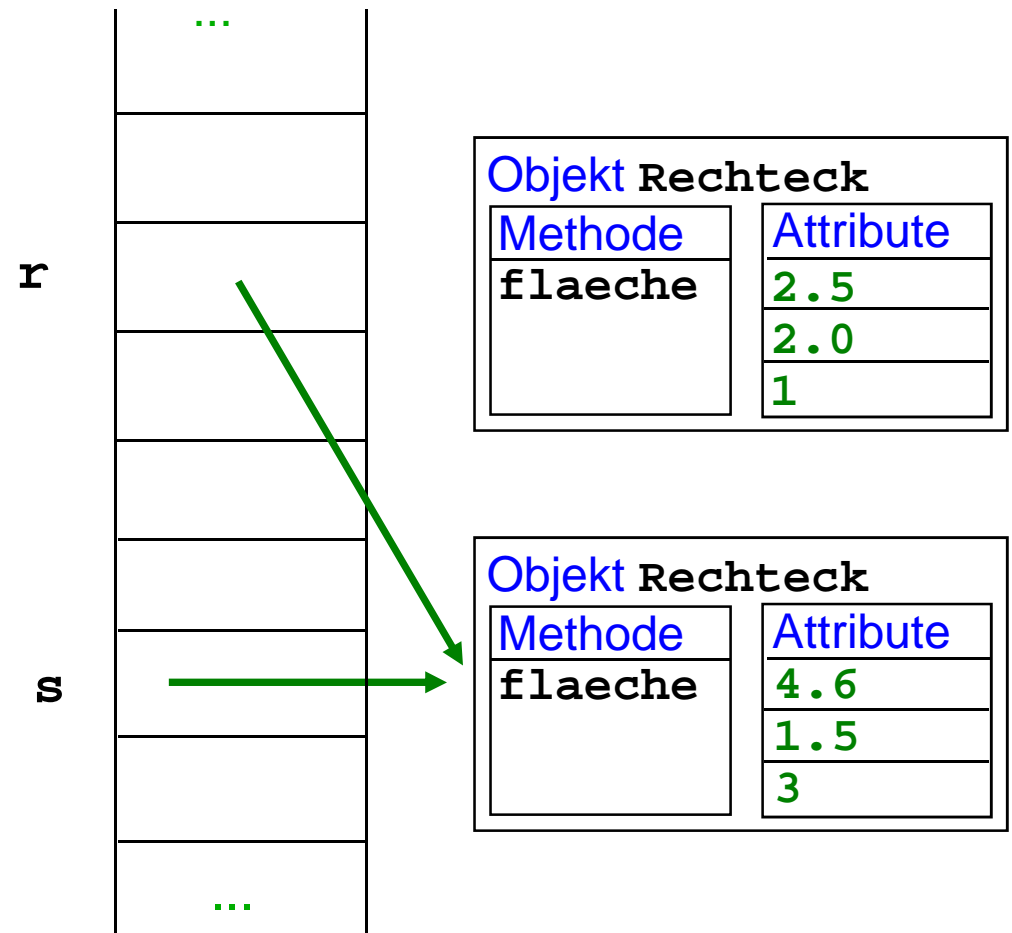 ...
r
s
...
Objekt Rechteck
Methode
flaeche
Attribute
2.5
2.0
1
Objekt Rechteck
Methode
flaeche
Attribute
4.6
1.5
3